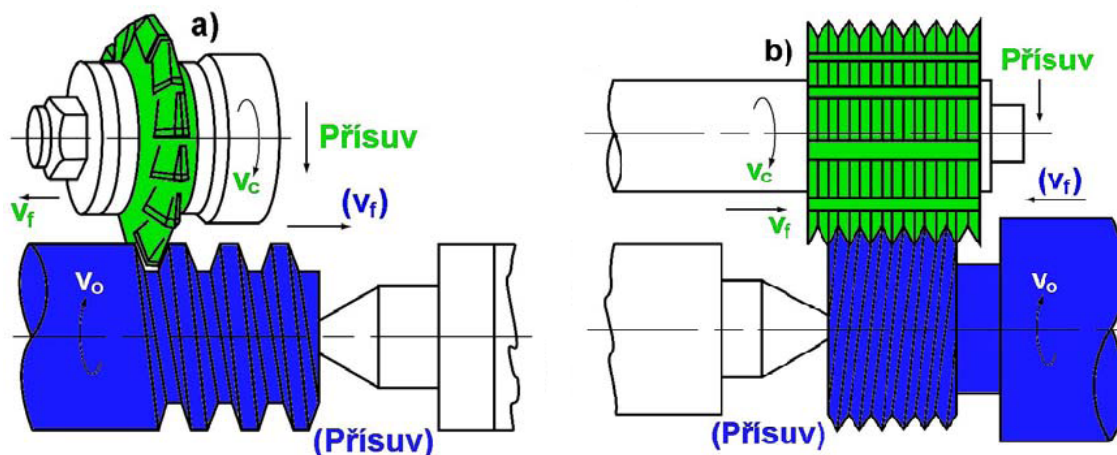 a)
Přísuv
v_c
v_f
(v_f)
v_o
(Přísuv)
b)
Přísuv
v_c
(v_f)
v_f
v_o
(Přísuv)